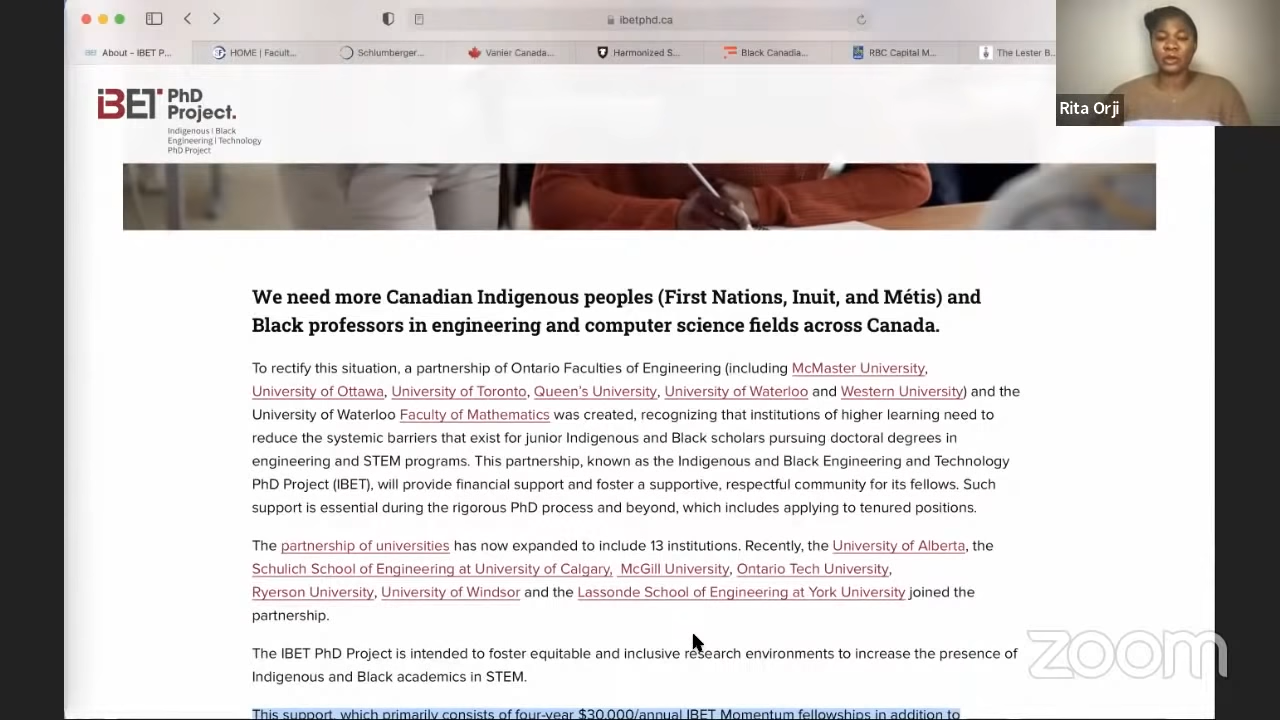 ibetphd.ca
About – IBET P...
HOME | Facult...
Schlumberger...
Vanier Canada...
Harmonized S...
Black Canadia...
RBC Capital M...
The Lester B...
Rita Orji
iBET PhD
Project.
Indigenous | Black
Engineering | Technology
PhD Project
We need more Canadian Indigenous peoples (First Nations, Inuit, and Métis) and
Black professors in engineering and computer science fields across Canada.
To rectify this situation, a partnership of Ontario Faculties of Engineering (including McMaster University,
University of Ottawa, University of Toronto, Queen's University, University of Waterloo and Western University) and the
University of Waterloo Faculty of Mathematics was created, recognizing that institutions of higher learning need to
reduce the systemic barriers that exist for junior Indigenous and Black scholars pursuing doctoral degrees in
engineering and STEM programs. This partnership, known as the Indigenous and Black Engineering and Technology
PhD Project (IBET), will provide financial support and foster a supportive, respectful community for its fellows. Such
support is essential during the rigorous PhD process and beyond, which includes applying to tenured positions.
The partnership of universities has now expanded to include 13 institutions. Recently, the University of Alberta, the
Schulich School of Engineering at University of Calgary, McGill University, Ontario Tech University,
Ryerson University, University of Windsor and the Lassonde School of Engineering at York University joined the
partnership.
The IBET PhD Project is intended to foster equitable and inclusive research environments to increase the presence of
Indigenous and Black academics in STEM.
This support, which primarily consists of four-year $30,000/annual IBET Momentum fellowships in addition to
zoom